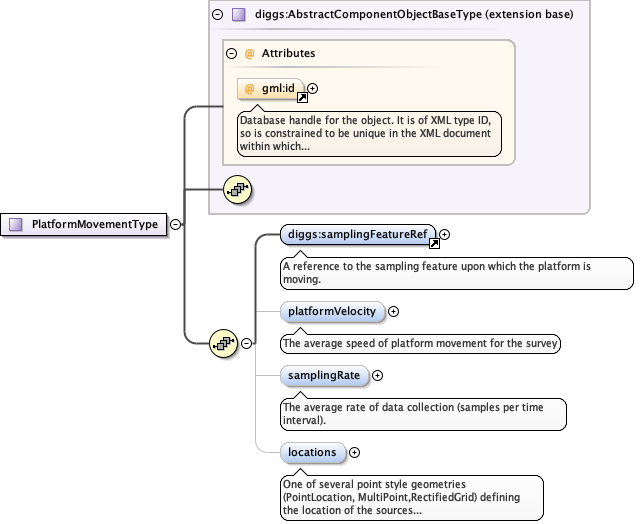 diggs:AbstractComponentObjectBaseType (extension base)
@ Attributes
@ gml:id
Database handle for the object. It is of XML type ID,
so is constrained to be unique in the XML document
within which...
PlatformMovementType
diggs:samplingFeatureRef
A reference to the sampling feature upon which the platform is
moving.
platformVelocity
The average speed of platform movement for the survey
samplingRate
The average rate of data collection (samples per time
interval).
locations
One of several point style geometries
(PointLocation, MultiPoint,RectifiedGrid) defining
the location of the sources...